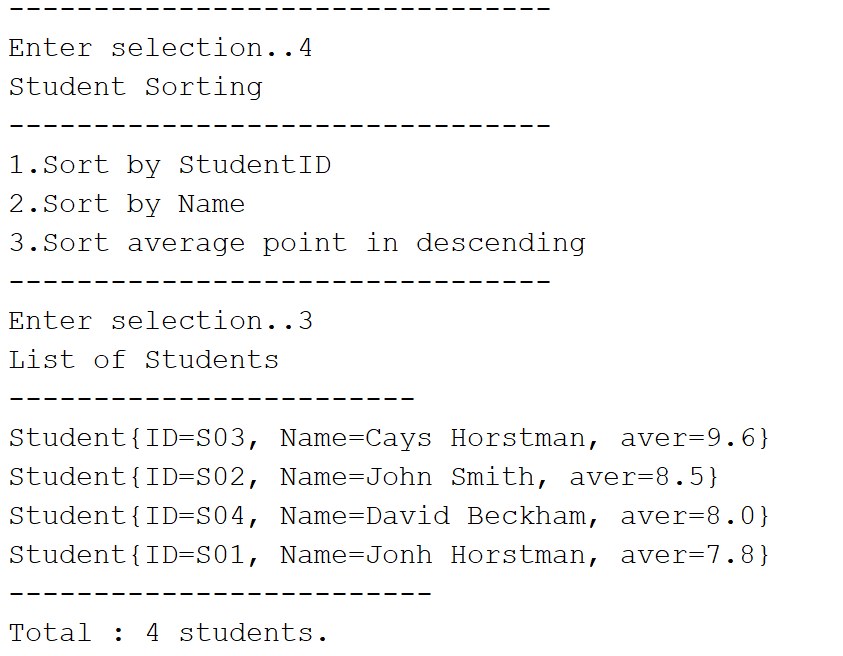 --------------------------------
Enter selection..4
Student Sorting
--------------------------------
1.Sort by StudentID
2.Sort by Name
3.Sort average point in descending
--------------------------------
Enter selection..3
List of Students
------------------------
Student{ID=S03, Name=Cays Horstman, aver=9.6}
Student{ID=S02, Name=John Smith, aver=8.5}
Student{ID=S04, Name=David Beckham, aver=8.0}
Student{ID=S01, Name=Jonh Horstman, aver=7.8}
-------------------------
Total : 4 students.